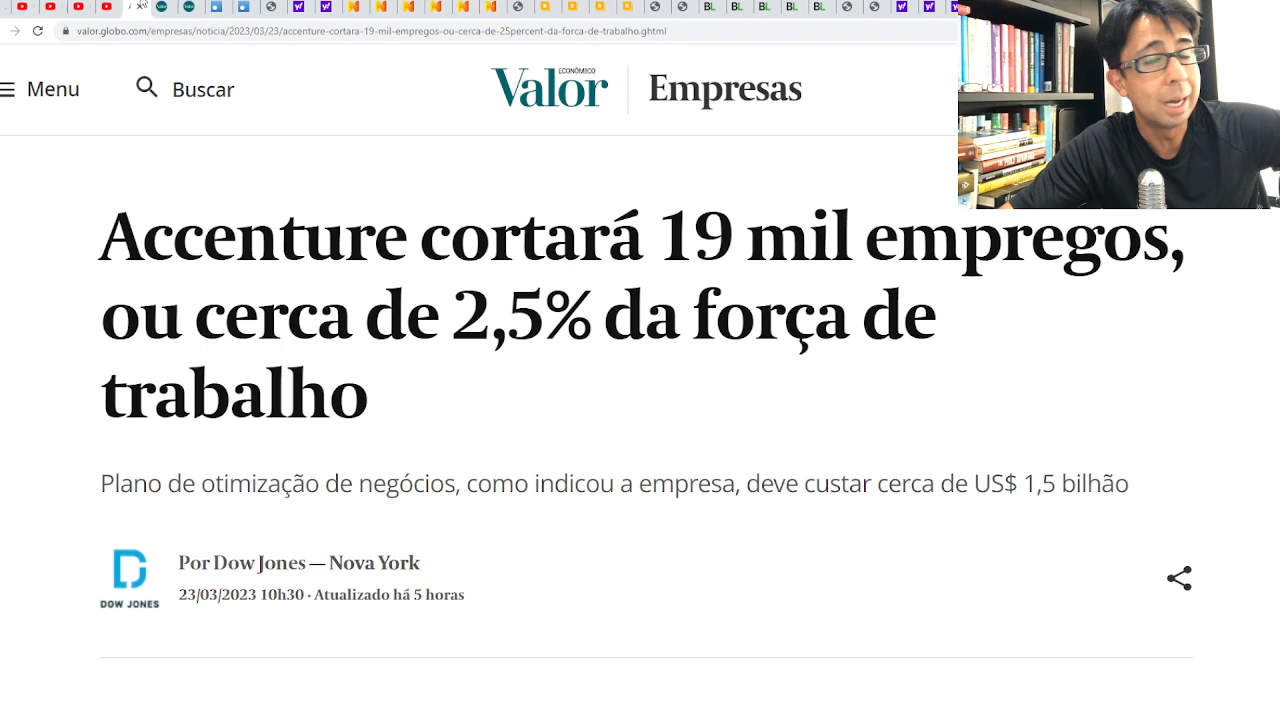 valor.globo.com/empresas/noticia/2023/03/23/accenture-cortara-19-mil-empregos-ou-cerca-de-25percent-da-forca-de-trabalho.ghtml
Menu
Buscar
Valor
ECONÔMICO
Empresas
Accenture cortará 19 mil empregos,
ou cerca de 2,5% da força de
trabalho
Plano de otimização de negócios, como indicou a empresa, deve custar cerca de US$ 1,5 bilhão
DOW JONES
Por Dow Jones — Nova York
23/03/2023 10h30 · Atualizado há 5 horas